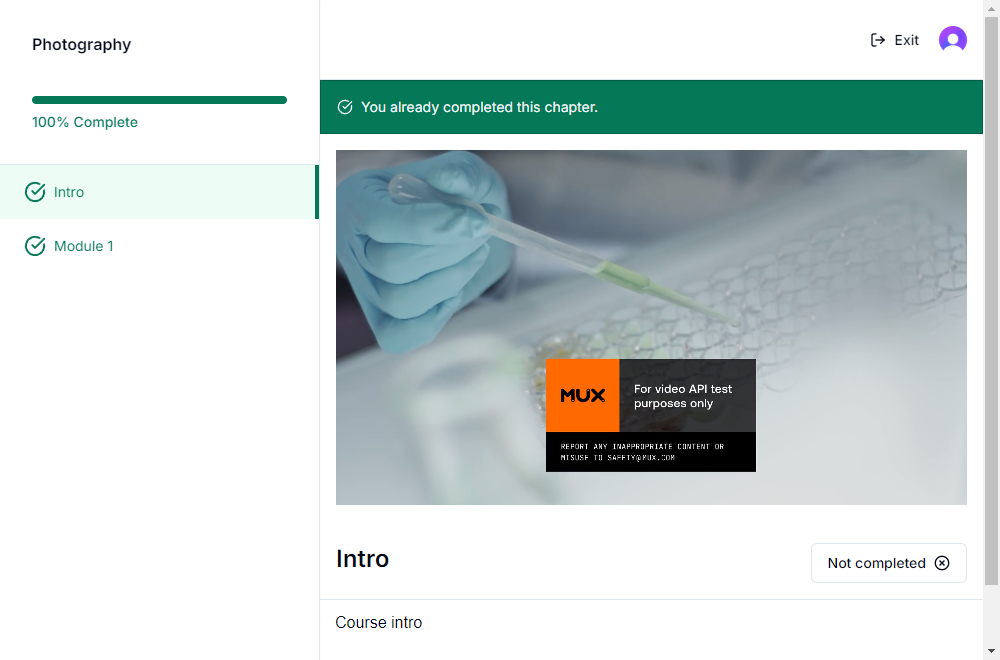 Photography
100% Complete
Intro
Module 1
Exit
You already completed this chapter.
MUX
For video API test
purposes only
REPORT ANY INAPPROPRIATE CONTENT OR
MISUSE TO SAFETY@MUX.COM
Intro
Not completed
Course intro